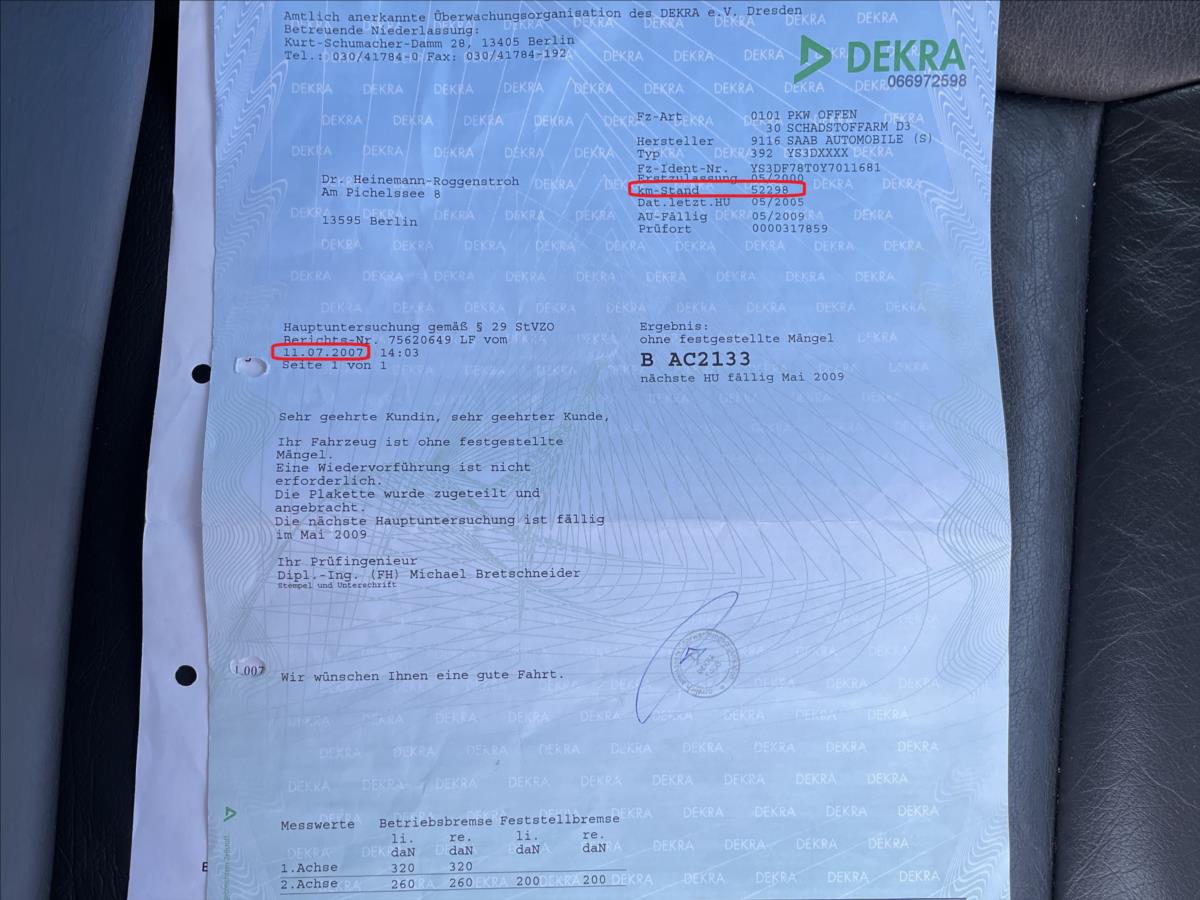 Amtlich anerkannte Überwachungsorganisation des DEKRA e.V. Dresden
Betreuende Niederlassung:
Kurt-Schumacher-Damm 28, 13405 Berlin
Tel.: 030/41784-0 Fax: 030/41784-192
DEKRA
066972598
Fz-Art 0101 PKW OFFEN
30 SCHADSTOFFARM D3
Hersteller 9116 SAAB AUTOMOBILE (S)
Typ 392 YS3DXXXX
Fz-Ident-Nr. YS3DF78T0Y7011681
Erstzulassung 05/2000
km-Stand 52298
Dat.letzt.HU 05/2005
AU-Fällig 05/2009
Prüfort 0000317859
Dr. Heinemann-Roggenstroh
Am Pichelssee 8
13595 Berlin
Hauptuntersuchung gemäß § 29 StVZO
Berichts-Nr. 75620649 LF vom
11.07.2007 14:03
Seite 1 von 1
Ergebnis:
ohne festgestellte Mängel
B AC2133
nächste HU fällig Mai 2009
Sehr geehrte Kundin, sehr geehrter Kunde,
Ihr Fahrzeug ist ohne festgestellte
Mängel.
Eine Wiedervorführung ist nicht
erforderlich.
Die Plakette wurde zugeteilt und
angebracht.
Die nächste Hauptuntersuchung ist fällig
im Mai 2009
Ihr Prüfingenieur
Dipl.-Ing. (FH) Michael Bretschneider
Stempel und Unterschrift
1.007
Wir wünschen Ihnen eine gute Fahrt.
Messwerte Betriebsbremse Feststellbremse
li. re. li. re.
daN daN daN daN
1.Achse 320 320
2.Achse 260 260 200 200